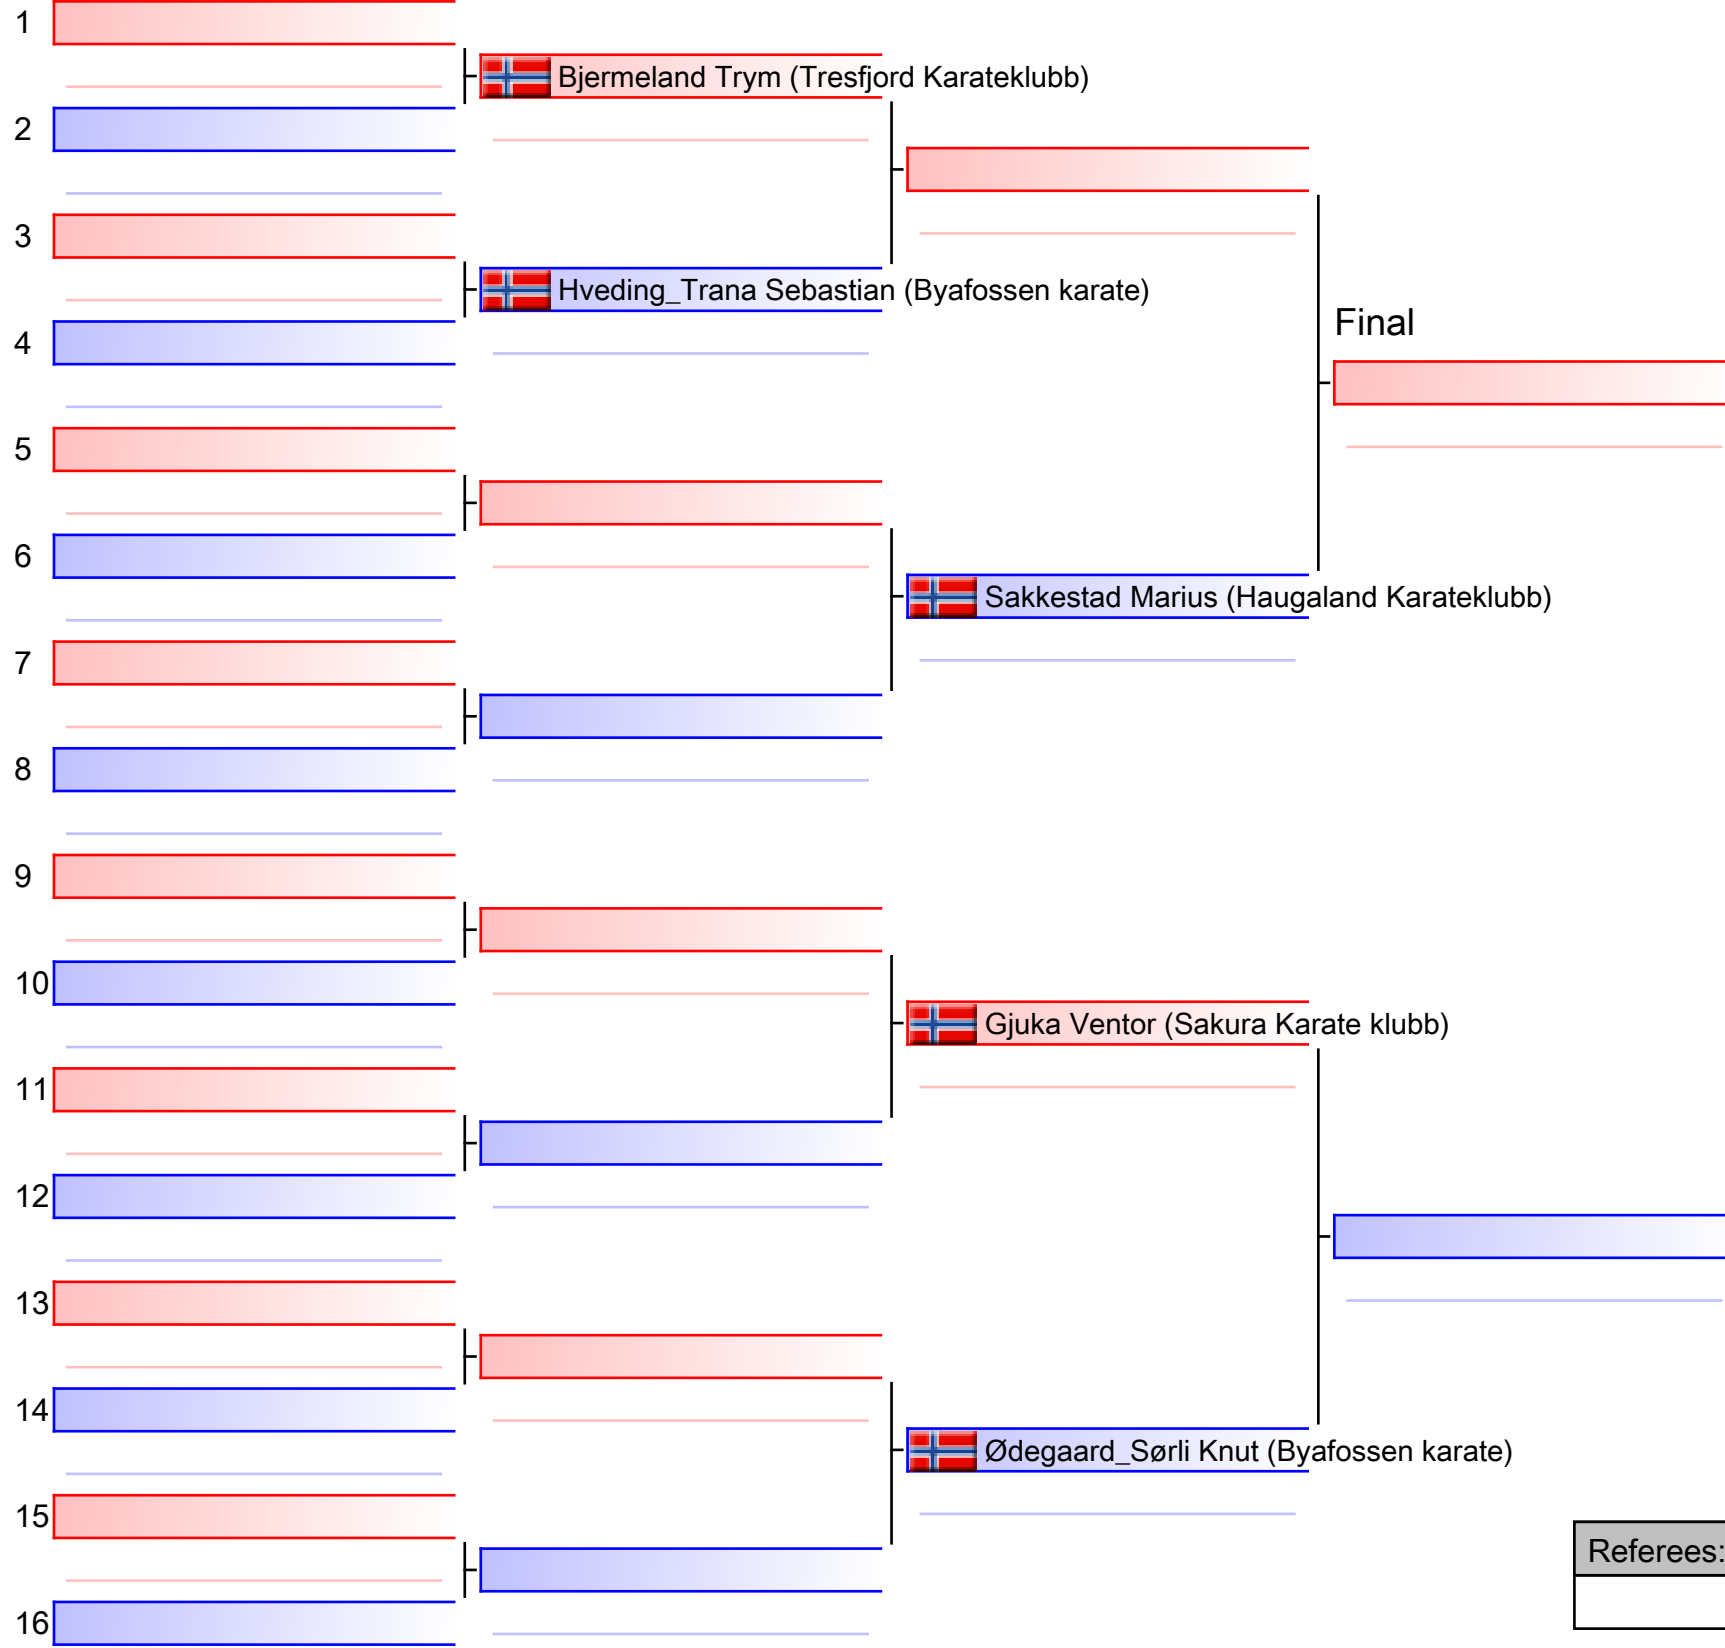 1
Bjermeland Trym (Tresfjord Karateklubb)
2
3
Hveding_Trana Sebastian (Byafossen karate)
4
Final
5
6
Sakkestad Marius (Haugaland Karateklubb)
7
8
9
10
Gjuka Ventor (Sakura Karate klubb)
11
12
13
14
Ødegaard_Sørli Knut (Byafossen karate)
15
Referees:
16